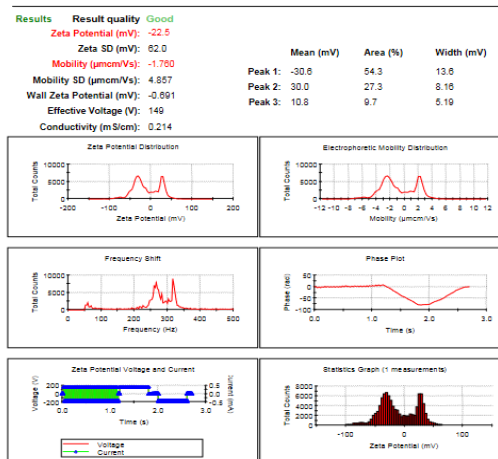 Results Result quality Good
Zeta Potential (mV): -22.5
Zeta SD (mV): 62.0
Mobility (µmcm/Vs): -1.760
Mobility SD (µmcm/Vs): 4.857
Wall Zeta Potential (mV): -0.691
Effective Voltage (V): 149
Conductivity (mS/cm): 0.214
Mean (mV) Area (%) Width (mV)
Peak 1: -30.6 54.3 13.6
Peak 2: 30.0 27.3 8.16
Peak 3: 10.8 9.7 5.19
Zeta Potential Distribution
Total Counts
10000
5000
0
-200 -100 0 100 200
Zeta Potential (mV)
Electrophoretic Mobility Distribution
Total Counts
10000
5000
0
-12 -10 -8 -6 -4 -2 0 2 4 6 8 10 12
Mobility (µmcm/Vs)
Frequency Shift
Total Counts
10000
5000
0
0 100 200 300 400 500
Frequency (Hz)
Phase Plot
Phase (rad)
50
0
-50
-100
0.0 1.0 2.0 3.0
Time (s)
Zeta Potential Voltage and Current
Voltage (V)
200
0
-200
0.5
0.0
-0.5
0.0 1.0 2.0 3.0
Time (s)
Voltage
Current
Statistics Graph (1 measurements)
Total Counts
8000
6000
4000
2000
0
-100 0 100
Zeta Potential (mV)